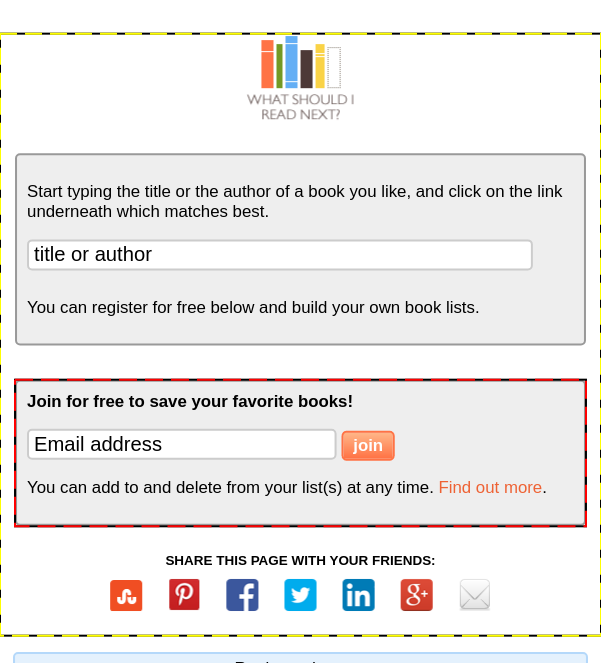 WHAT SHOULD I
READ NEXT?
Start typing the title or the author of a book you like, and click on the link
underneath which matches best.
title or author
You can register for free below and build your own book lists.
Join for free to save your favorite books!
Email address join
You can add to and delete from your list(s) at any time. Find out more.
SHARE THIS PAGE WITH YOUR FRIENDS: